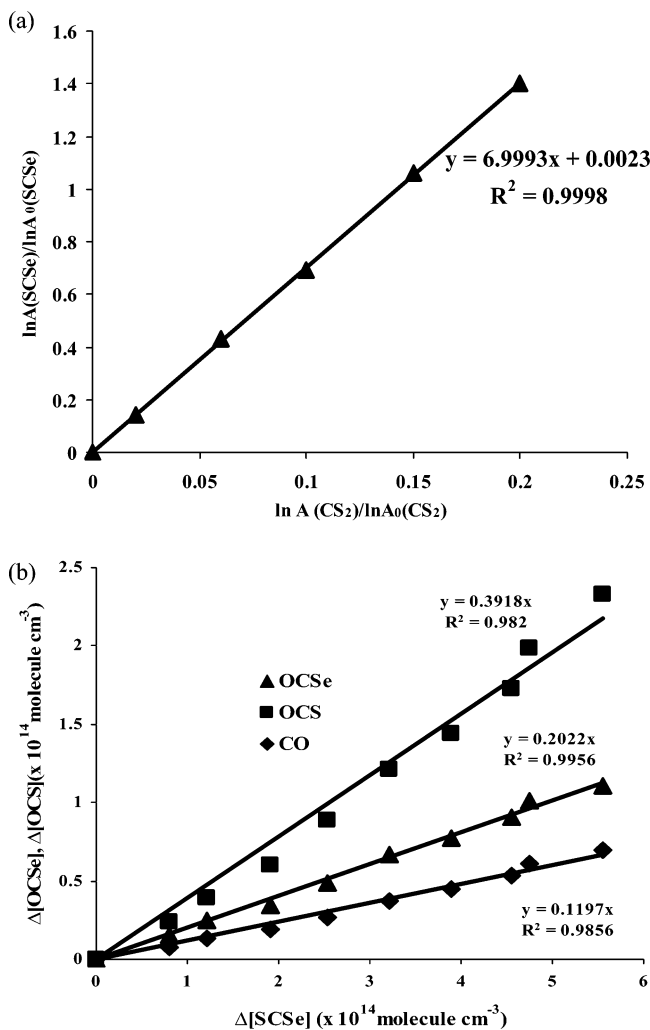 (a)
1.6
1.4
1.2
1
0.8
0.6
0.4
0.2
0
lnA(SCSe)/lnA₀(SCSe)
y = 6.9993x + 0.0023
R² = 0.9998
0 0.05 0.1 0.15 0.2 0.25
ln A (CS₂)/lnA₀(CS₂)
(b)
2.5
2
1.5
1
0.5
0
Δ[OCSe], Δ[OCS](x 10¹⁴ molecule cm⁻³)
y = 0.3918x
R² = 0.982
OCSe
OCS
CO
y = 0.2022x
R² = 0.9956
y = 0.1197x
R² = 0.9856
0 1 2 3 4 5 6
Δ[SCSe] (x 10¹⁴ molecule cm⁻³)